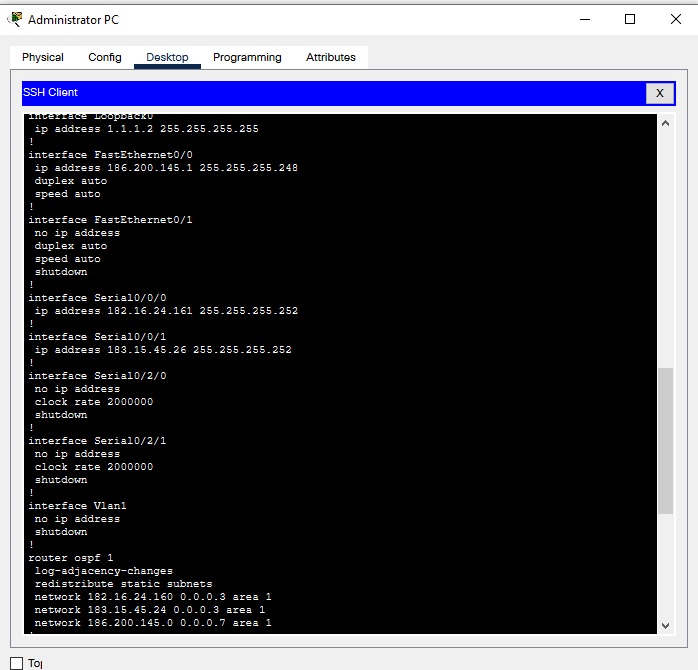 Administrator PC
Physical Config Desktop Programming Attributes
SSH Client X
interface Loopback0
ip address 1.1.1.2 255.255.255.255
!
interface FastEthernet0/0
ip address 186.200.145.1 255.255.255.248
duplex auto
speed auto
!
interface FastEthernet0/1
no ip address
duplex auto
speed auto
shutdown
!
interface Serial0/0/0
ip address 182.16.24.161 255.255.255.252
!
interface Serial0/0/1
ip address 183.15.45.26 255.255.255.252
!
interface Serial0/2/0
no ip address
clock rate 2000000
shutdown
!
interface Serial0/2/1
no ip address
clock rate 2000000
shutdown
!
interface Vlan1
no ip address
shutdown
!
router ospf 1
log-adjacency-changes
redistribute static subnets
network 182.16.24.160 0.0.0.3 area 1
network 183.15.45.24 0.0.0.3 area 1
network 186.200.145.0 0.0.0.7 area 1
!
Top